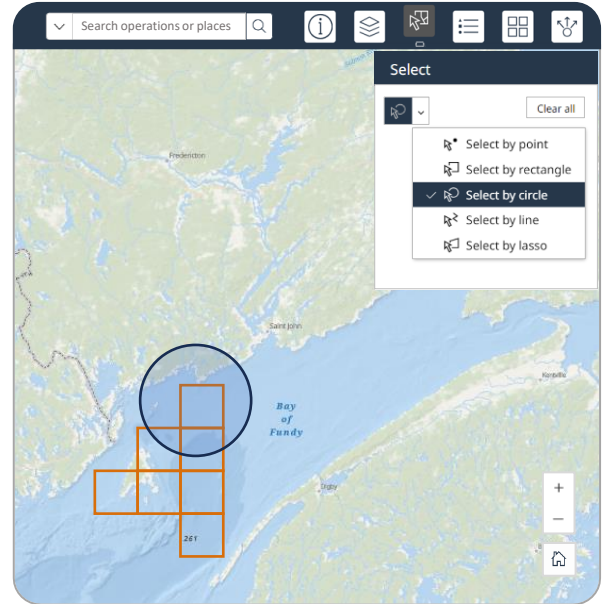 Search operations or places
Select
Clear all
Select by point
Select by rectangle
Select by circle
Select by line
Select by lasso
Fredericton
Saint John
Kentville
Bay
of
Fundy
Digby
261